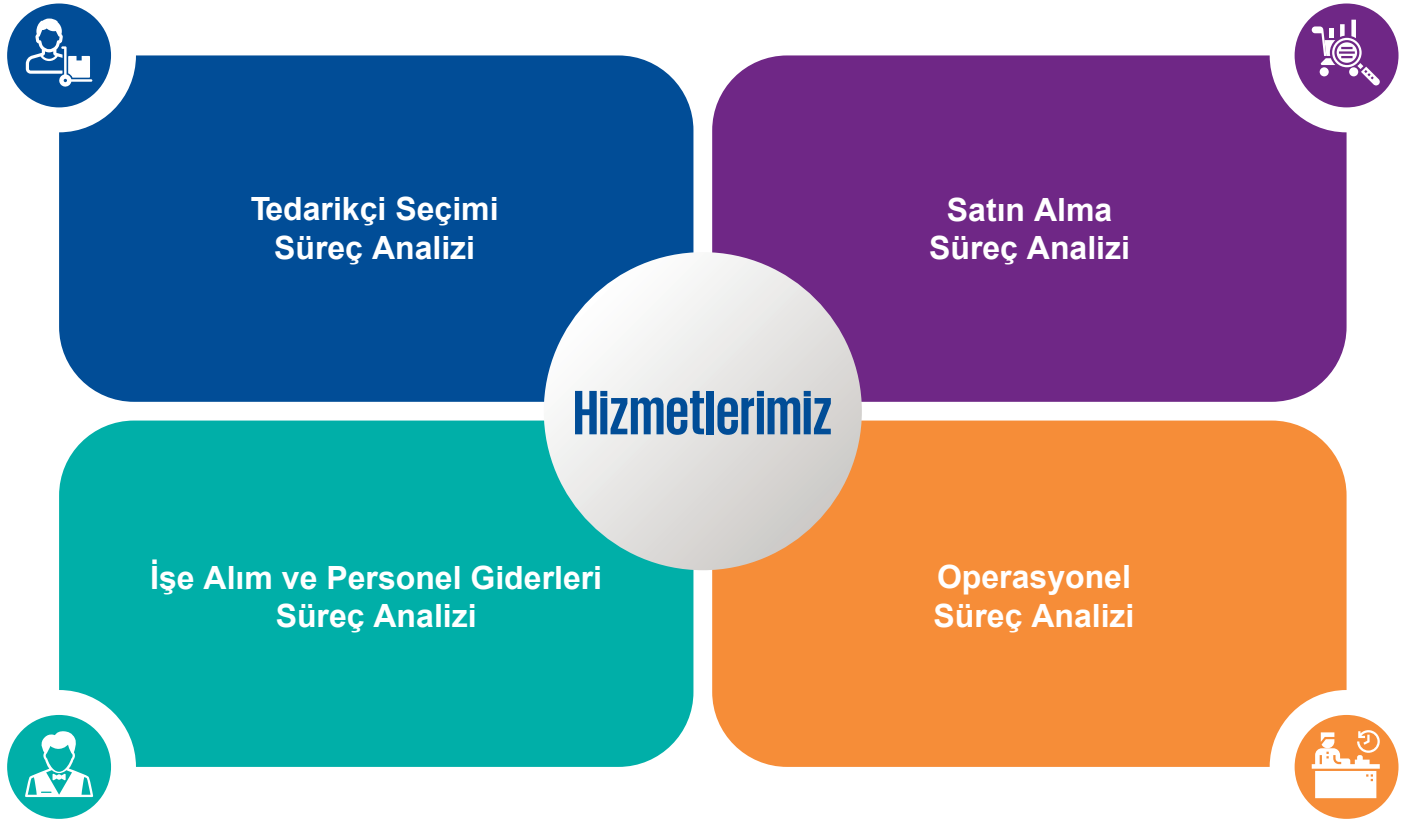 Tedarikçi Seçimi
Süreç Analizi
Satın Alma
Süreç Analizi
Hizmetlerimiz
İşe Alım ve Personel Giderleri
Süreç Analizi
Operasyonel
Süreç Analizi